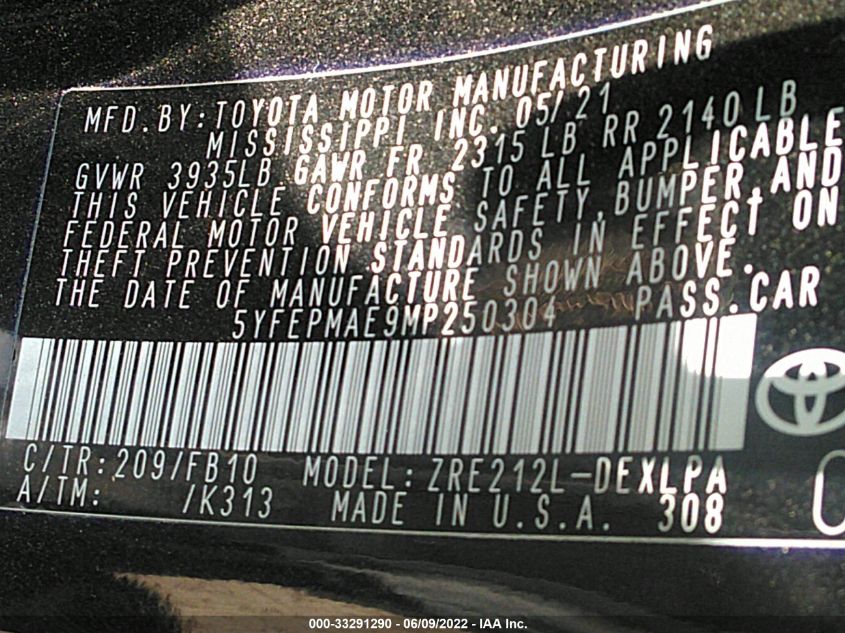 MFD.BY:TOYOTA MOTOR MANUFACTURING
MISSISSIPPI INC. 05/21
GVWR 3935LB GAWR FR 2315 LB RR 2140 LB
THIS VEHICLE CONFORMS TO ALL APPLICABLE
FEDERAL MOTOR VEHICLE SAFETY,BUMPER,AND
THEFT PREVENTION STANDARDS IN EFFECT ON
THE DATE OF MANUFACTURE SHOWN ABOVE.
5YFEPMAE9MP250304 PASS.CAR
C/TR:209/FB10 MODEL:ZRE212L-DEXLPA
A/TM: /K313 MADE IN U.S.A. 308
000-33291290 - 06/09/2022 - IAA Inc.